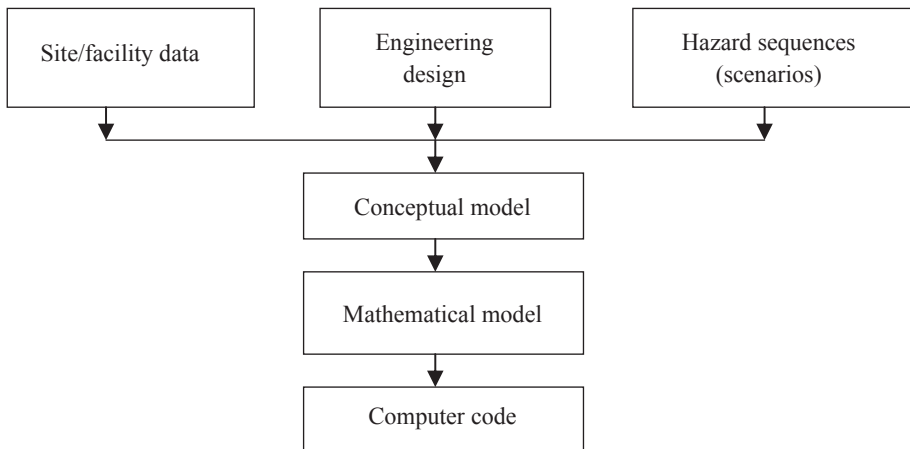 Site/facility data
Engineering
design
Hazard sequences
(scenarios)
Conceptual model
Mathematical model
Computer code